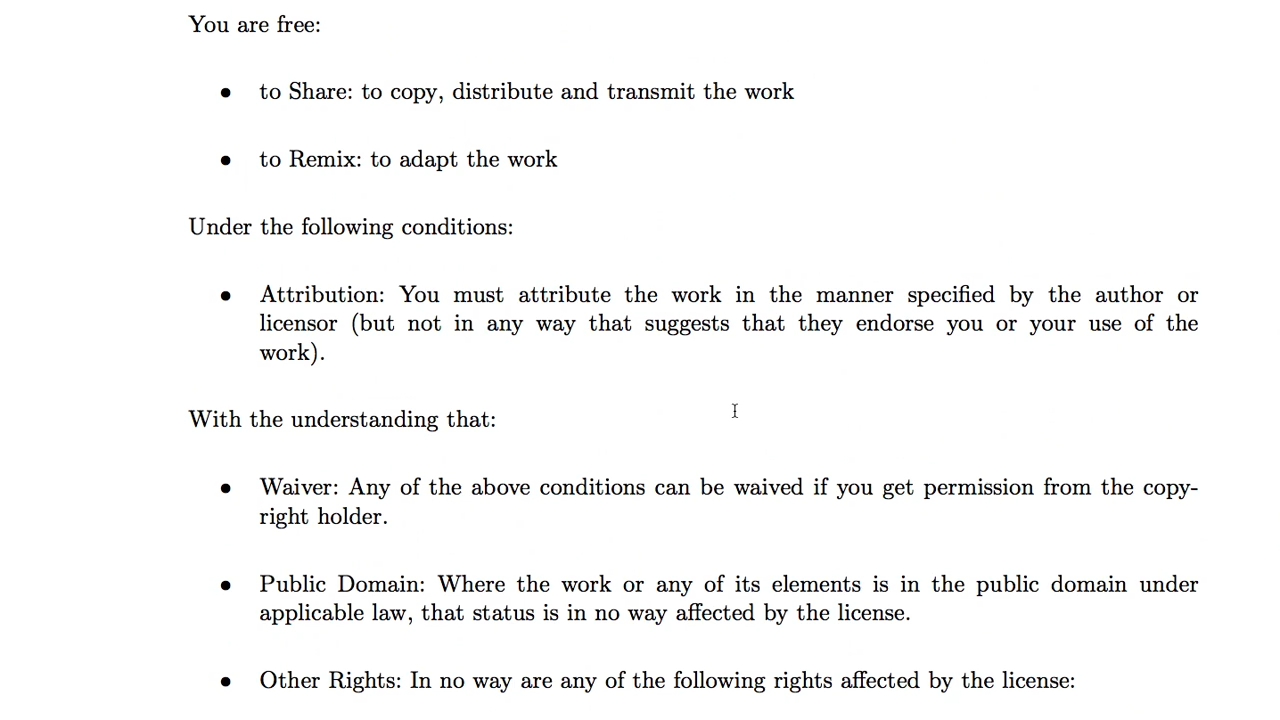 You are free:
• to Share: to copy, distribute and transmit the work
• to Remix: to adapt the work
Under the following conditions:
• Attribution: You must attribute the work in the manner specified by the author or
licensor (but not in any way that suggests that they endorse you or your use of the
work).
With the understanding that:
• Waiver: Any of the above conditions can be waived if you get permission from the copy-
right holder.
• Public Domain: Where the work or any of its elements is in the public domain under
applicable law, that status is in no way affected by the license.
• Other Rights: In no way are any of the following rights affected by the license: